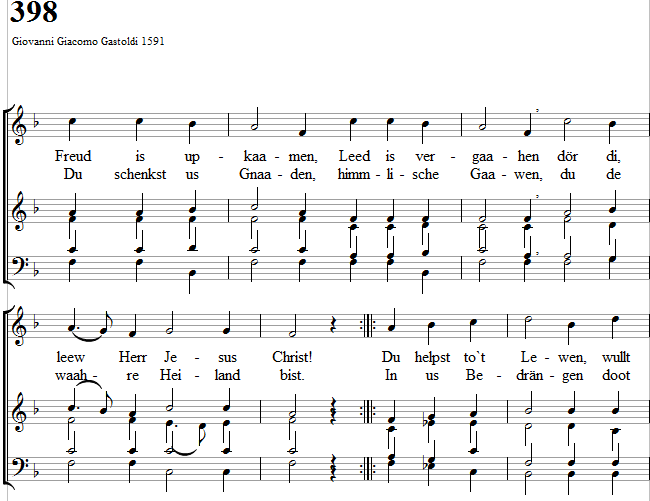 398
Giovanni Giacomo Gastoldi 1591
Freud is up - kaa - men, Leed is ver - gaa - hen dör di,
Du schenkst us Gnaa - den, himm - li - sche Gaa - wen, du de
leew Herr Je - sus Christ! Du helpst to`t Le - wen, wullt
waah - re Hei - land bist. In us Be - drän - gen doot